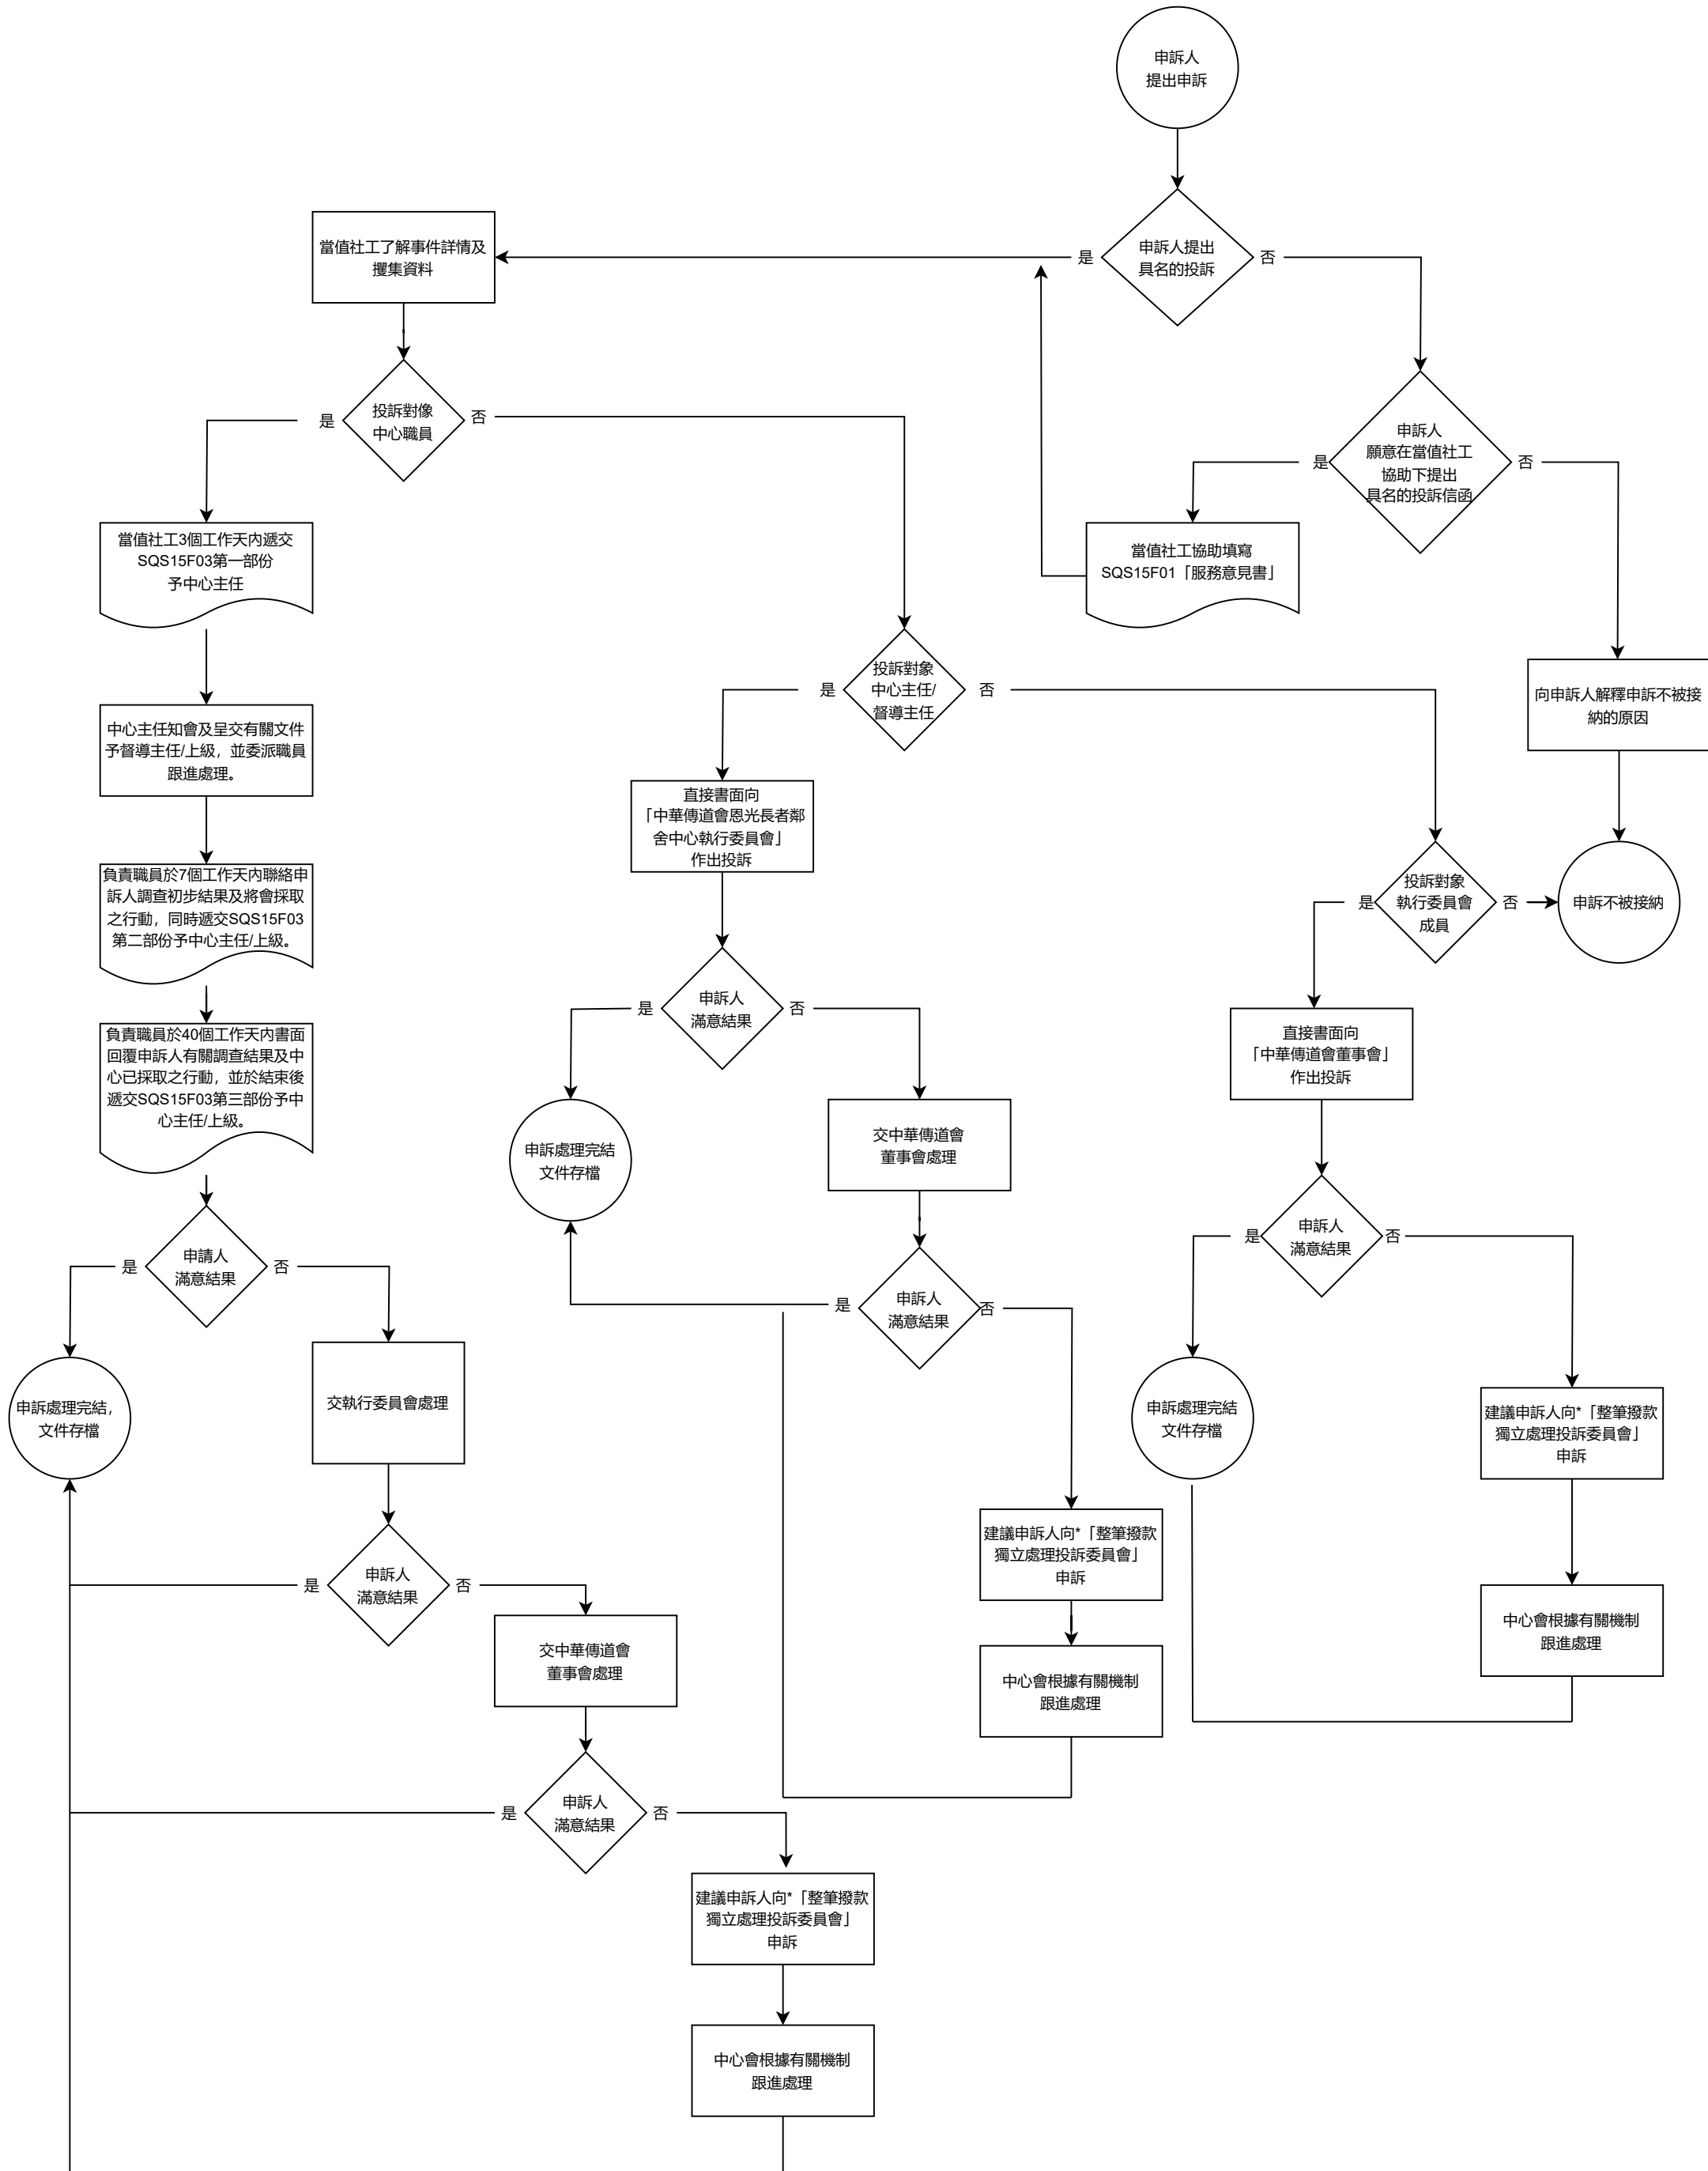 申訴人
提出申訴
申訴人提出
具名的投訴
是
否
當值社工了解事件詳情及
攫集資料
投訴對像
中心職員
是
否
申訴人
願意在當值社工
協助下提出
具名的投訴信函
是
否
當值社工協助填寫
SQS15F01「服務意見書」
當值社工3個工作天內遞交
SQS15F03第一部份
予中心主任
投訴對象
中心主任/
督導主任
是
否
向申訴人解釋申訴不被接
納的原因
中心主任知會及呈交有關文件
予督導主任/上級，並委派職員
跟進處理。
直接書面向
「中華傳道會恩光長者鄰
舍中心執行委員會」
作出投訴
投訴對象
執行委員會
成員
是
否
申訴不被接納
負責職員於7個工作天內聯絡申
訴人調查初步結果及將會採取
之行動，同時遞交SQS15F03
第二部份予中心主任/上級。
申訴人
滿意結果
是
否
直接書面向
「中華傳道會董事會」
作出投訴
負責職員於40個工作天內書面
回覆申訴人有關調查結果及中
心已採取之行動，並於結束後
遞交SQS15F03第三部份予中
心主任/上級。
申訴處理完結
文件存檔
交中華傳道會
董事會處理
申訴人
滿意結果
是
否
申請人
滿意結果
是
否
申訴人
滿意結果
是
否
申訴處理完結，
文件存檔
交執行委員會處理
申訴處理完結
文件存檔
建議申訴人向*「整筆撥款
獨立處理投訴委員會」
申訴
建議申訴人向*「整筆撥款
獨立處理投訴委員會」
申訴
申訴人
滿意結果
是
否
中心會根據有關機制
跟進處理
交中華傳道會
董事會處理
中心會根據有關機制
跟進處理
申訴人
滿意結果
是
否
建議申訴人向*「整筆撥款
獨立處理投訴委員會」
申訴
中心會根據有關機制
跟進處理